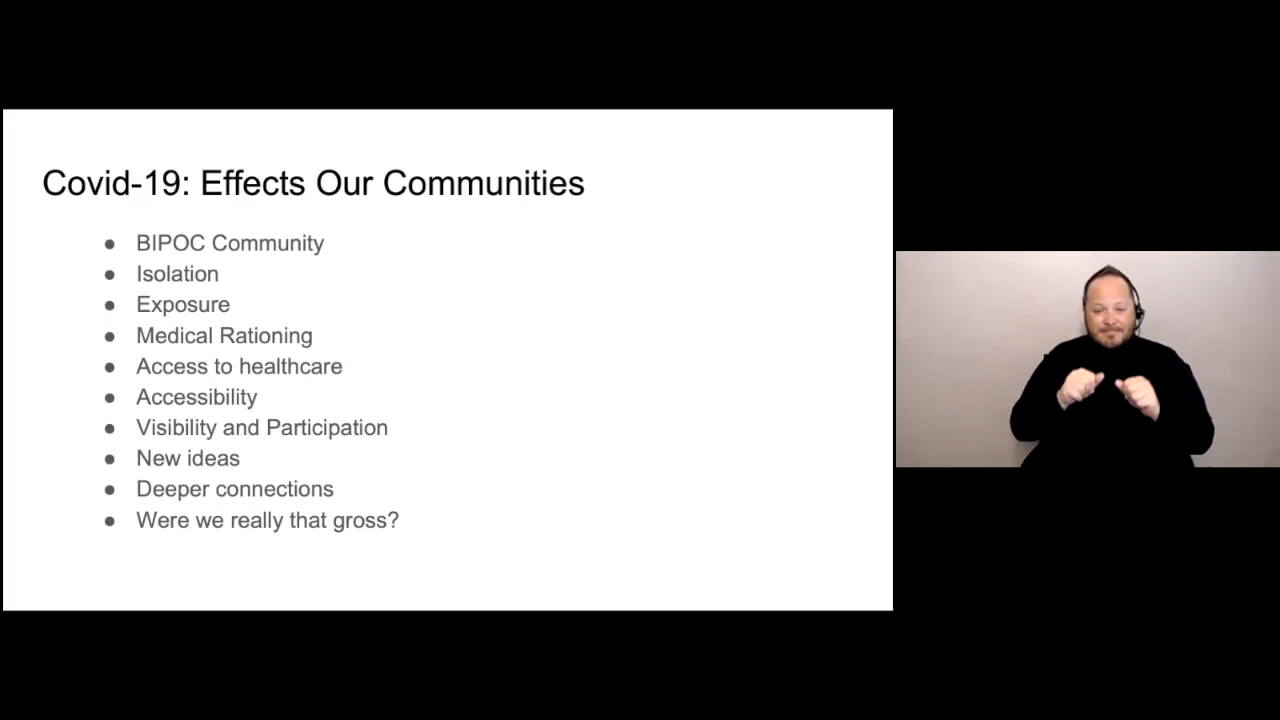 Covid-19: Effects Our Communities
● BIPOC Community
● Isolation
● Exposure
● Medical Rationing
● Access to healthcare
● Accessibility
● Visibility and Participation
● New ideas
● Deeper connections
● Were we really that gross?